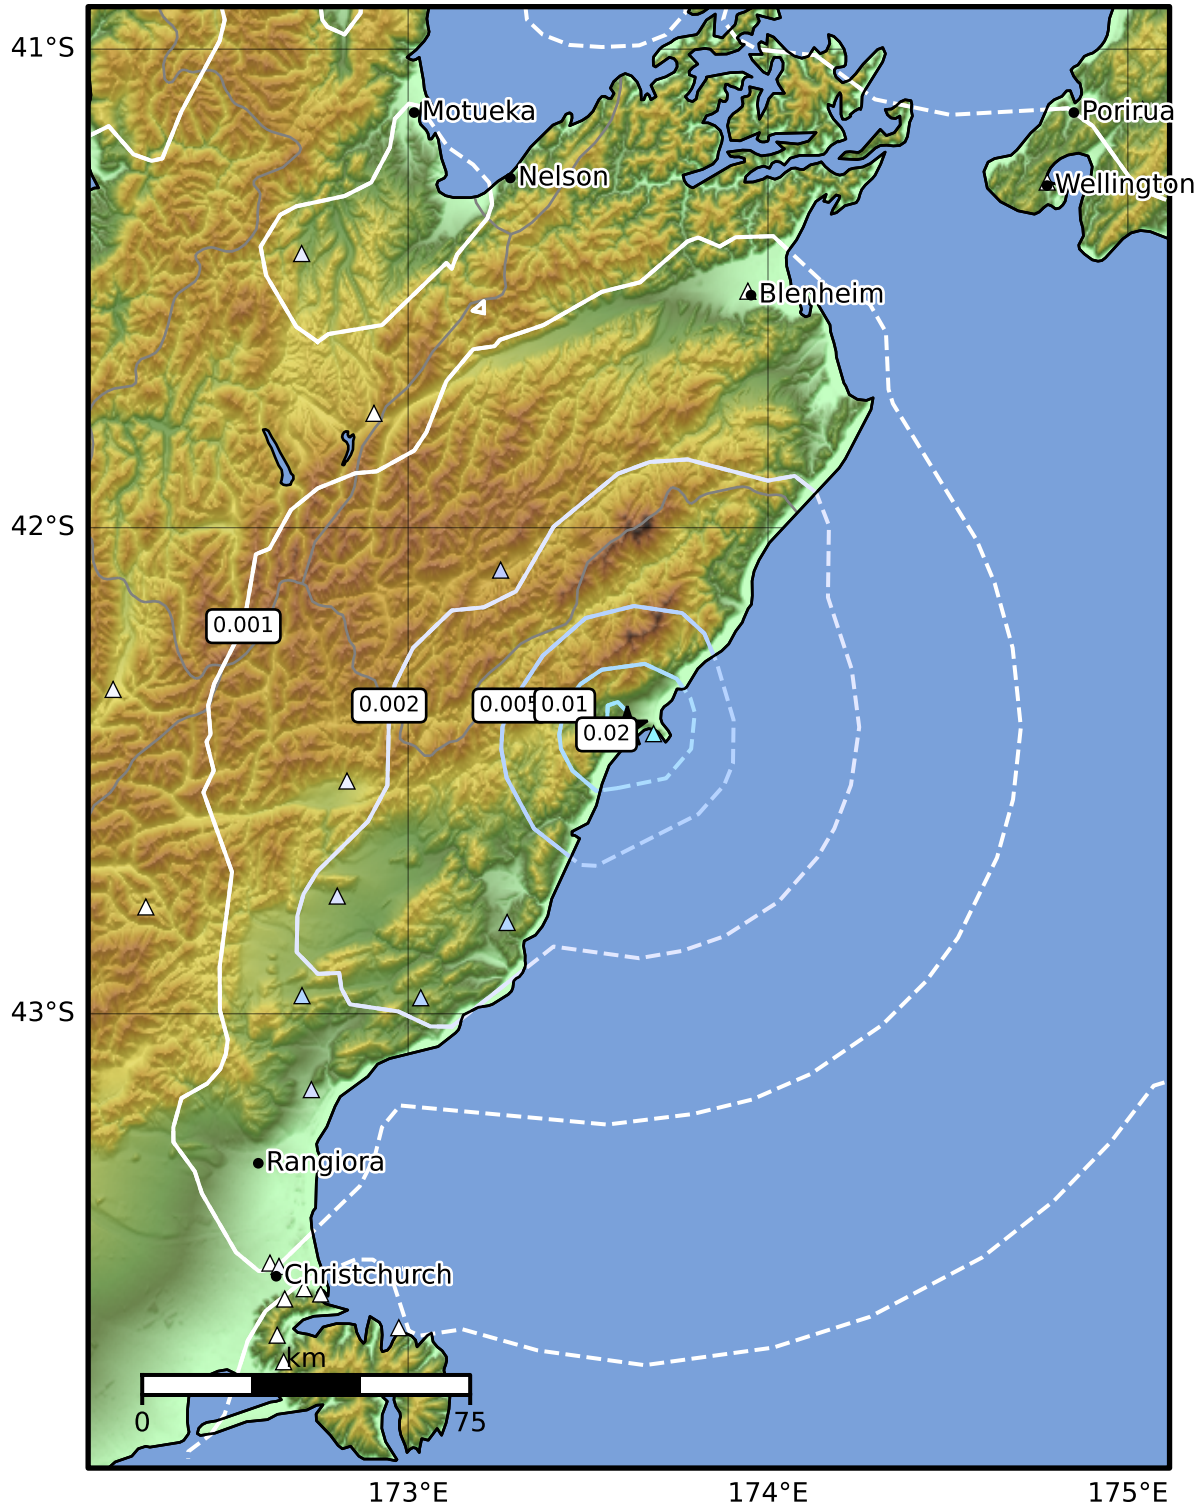 41°S
Motueka
Porirua
Nelson
Wellington
Blenheim
42°S
0.001
0.002
0.005
0.01
0.02
43°S
Rangiora
Christchurch
km
0
75
173°E
174°E
175°E